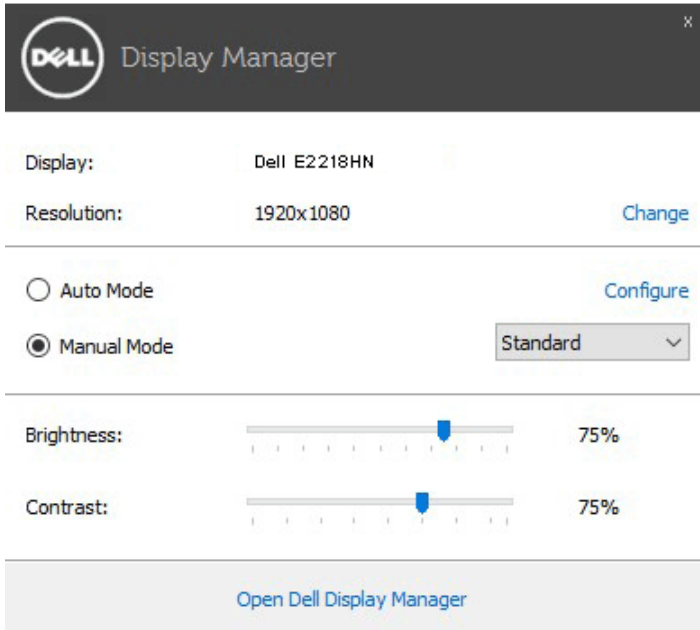 DELL Display Manager x
Display: Dell E2218HN
Resolution: 1920x1080 Change
Auto Mode Configure
Manual Mode Standard
Brightness: 75%
Contrast: 75%
Open Dell Display Manager